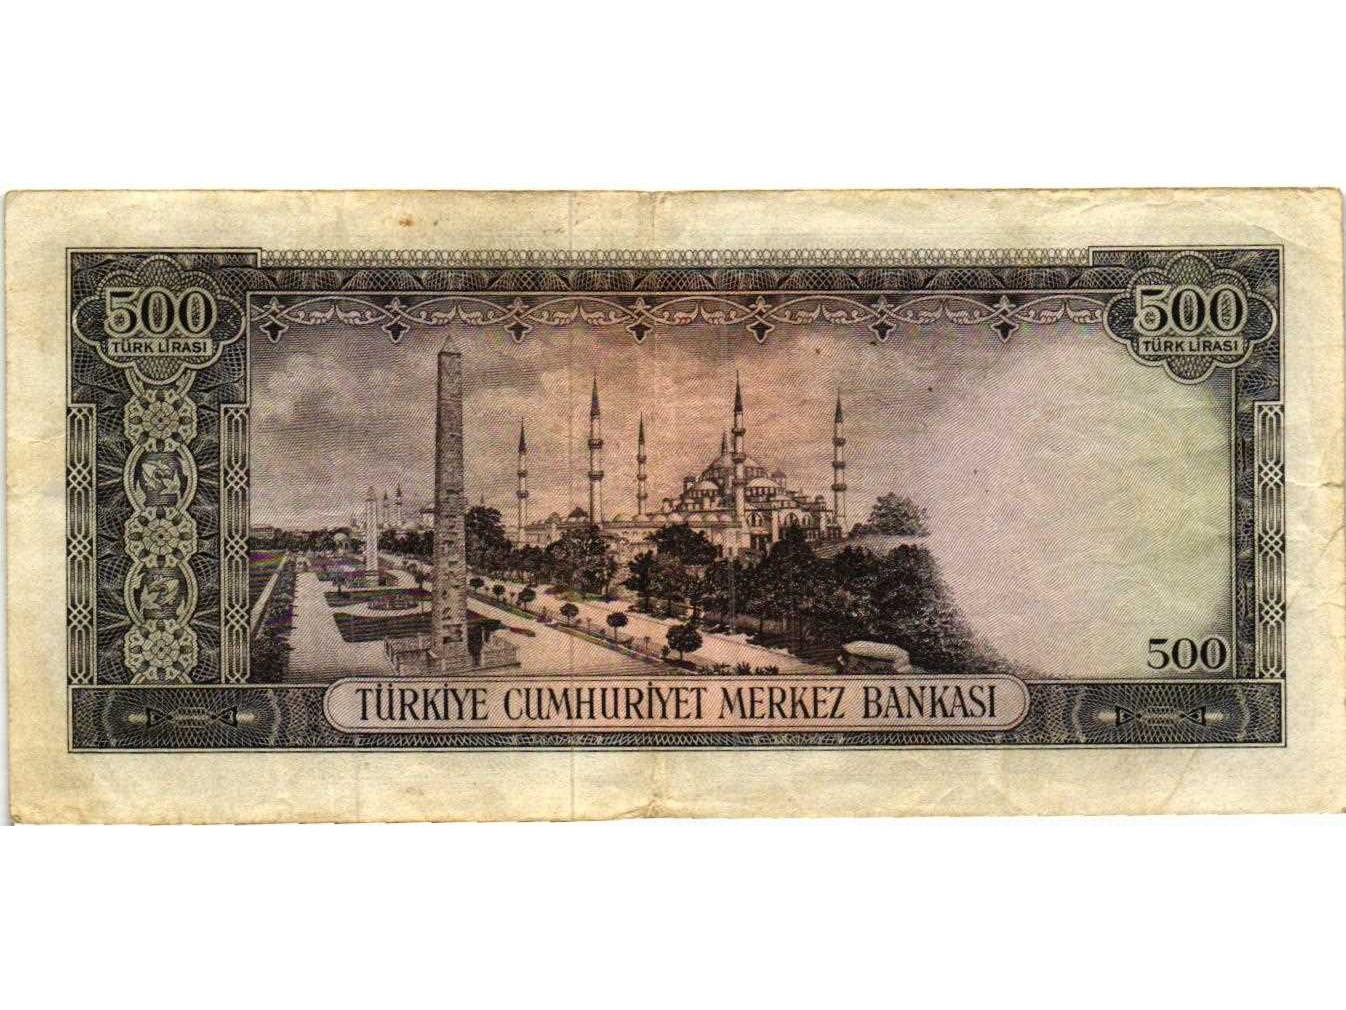 500
TÜRK LİRASI
500
TÜRK LİRASI
500
TÜRKİYE CUMHURİYET MERKEZ BANKASI